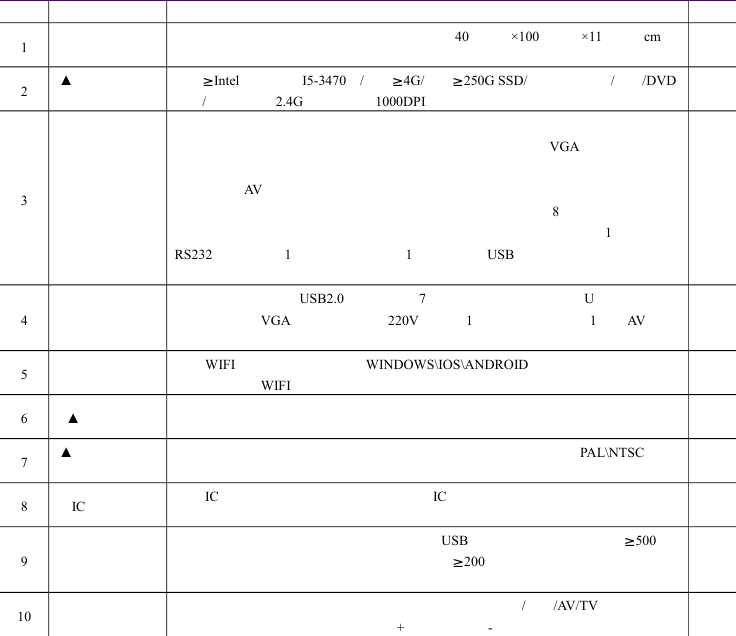 1 40 ×100 ×11 cm
2 ▲ ≥Intel I5-3470 / ≥4G/ ≥250G SSD/ / /DVD
/ 2.4G 1000DPI
VGA
AV
3
8
1
RS232 1 1 USB
USB2.0 7 U
4 VGA 220V 1 1 AV
5 WIFI WINDOWS\IOS\ANDROID
WIFI
6 ▲
7 ▲ PAL\NTSC
8 IC IC
IC
USB ≥500
9 ≥200
10 / /AV/TV
+ -